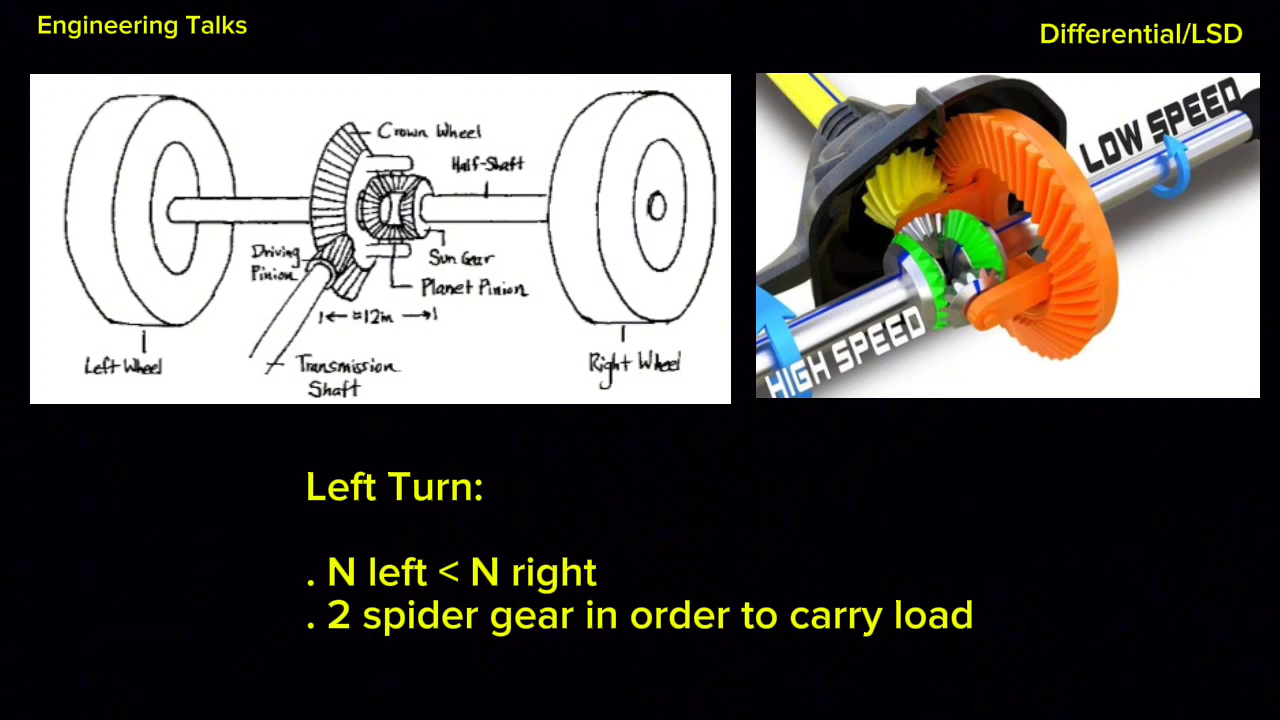 Engineering Talks
Differential/LSD
Crown Wheel
Half-Shaft
Driving
Pinion
Sun Gear
Planet Pinion
≈12m
Left Wheel
Transmission
Shaft
Right Wheel
LOW SPEED
HIGH SPEED
Left Turn:
. N left < N right
. 2 spider gear in order to carry load